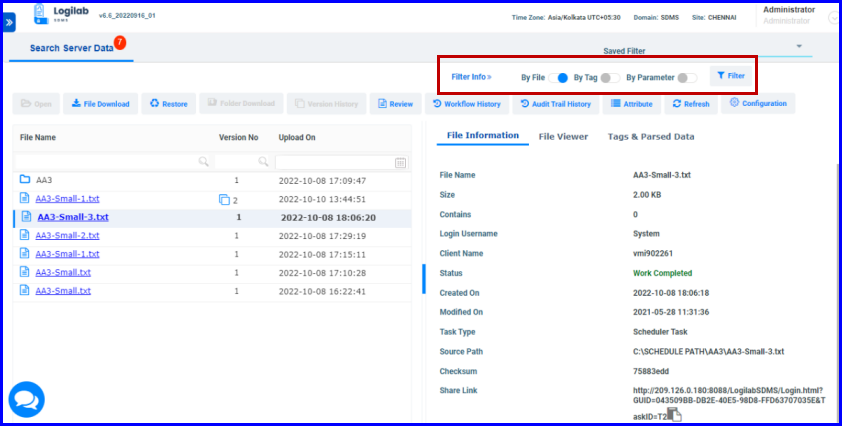 Logilab
SDMS
v6.6_20220916_01
Time Zone: Asia/Kolkata UTC+05:30 Domain: SDMS Site: CHENNAI
Administrator
Administrator
Search Server Data 7
Saved Filter
Filter Info » By File By Tag By Parameter Filter
Open File Download Restore Folder Download Version History Review Workflow History Audit Trail History Attribute Refresh Configuration
File Name Version No Upload On
AA3 1 2022-10-08 17:09:47
AA3-Small-1.txt 2 2022-10-10 13:44:51
AA3-Small-3.txt 1 2022-10-08 18:06:20
AA3-Small-2.txt 1 2022-10-08 17:29:19
AA3-Small-1.txt 1 2022-10-08 17:15:11
AA3-Small.txt 1 2022-10-08 17:10:28
AA3-Small.txt 1 2022-10-08 16:22:41
File Information File Viewer Tags & Parsed Data
File Name AA3-Small-3.txt
Size 2.00 KB
Contains 0
Login Username System
Client Name vmi902261
Status Work Completed
Created On 2022-10-08 18:06:18
Modified On 2021-05-28 11:31:36
Task Type Scheduler Task
Source Path C:\SCHEDULE PATH\AA3\AA3-Small-3.txt
Checksum 75883edd
Share Link http://209.126.0.180:8088/LogilabSDMS/Login.html?
GUID=043509BB-DB2E-40E5-98D8-FFD63707035E&T
askID=T2